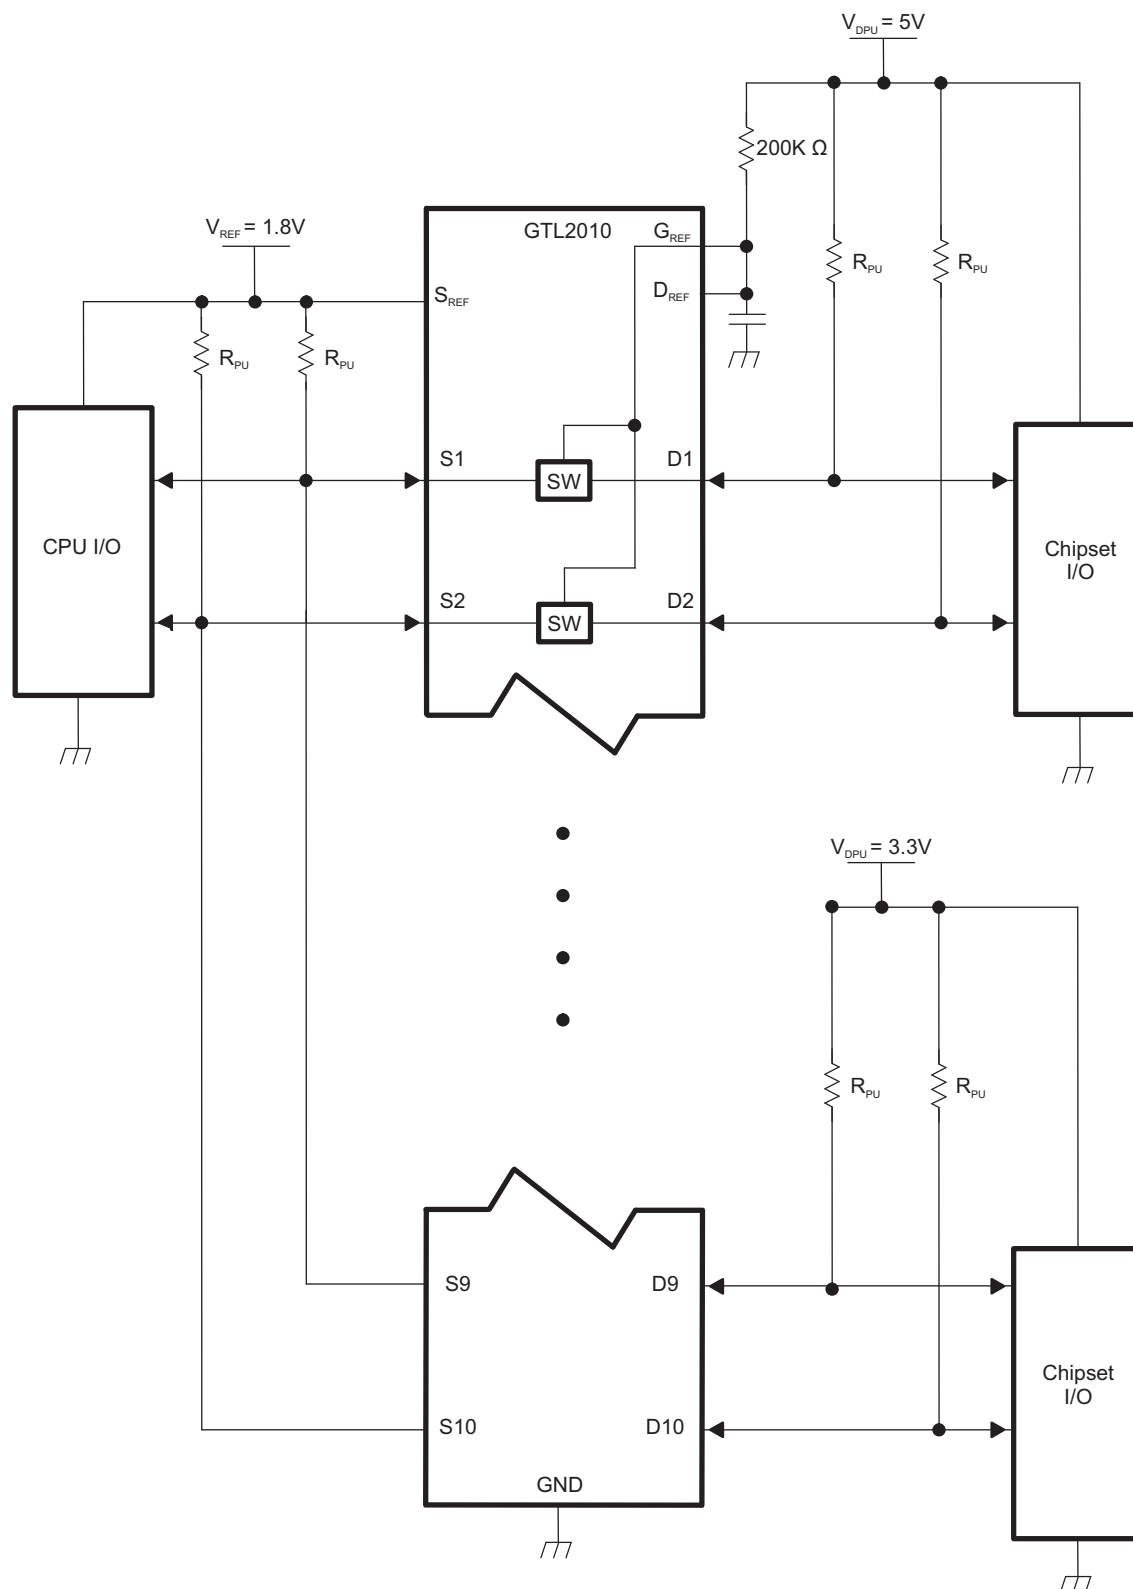 V_DPU = 5V
200K Ω
V_REF = 1.8V
GTL2010
G_REF
R_PU
R_PU
S_REF
D_REF
R_PU
R_PU
S1
D1
SW
CPU I/O
Chipset
I/O
S2
D2
SW
V_DPU = 3.3V
R_PU
R_PU
S9
D9
Chipset
I/O
S10
D10
GND